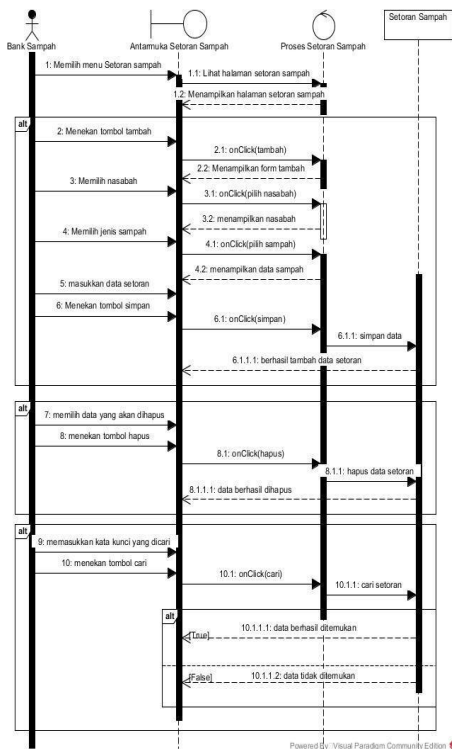 Bank Sampah
Antarmuka Setoran Sampah
Proses Setoran Sampah
Setoran Sampah
1: Memilih menu Setoran sampah
1.1: Lihat halaman setoran sampah
1.2: Menampilkan halaman setoran sampah
alt
2: Menekan tombol tambah
2.1: onClick(tambah)
2.2: Menampilkan form tambah
3: Memilih nasabah
3.1: onClick(pilih nasabah)
3.2: menampilkan nasabah
4: Memilih jenis sampah
4.1: onClick(pilih sampah)
4.2: menampilkan data sampah
5: masukkan data setoran
6: Menekan tombol simpan
6.1: onClick(simpan)
6.1.1: simpan data
6.1.1.1: berhasil tambah data setoran
alt
7: memilih data yang akan dihapus
8: menekan tombol hapus
8.1: onClick(hapus)
8.1.1: hapus data setoran
8.1.1.1: data berhasil dihapus
alt
9: memasukkan kata kunci yang dicari
10: menekan tombol cari
10.1: onClick(cari)
10.1.1: cari setoran
alt
10.1.1.1: data berhasil ditemukan
[True]
[False]
10.1.1.2: data tidak ditemukan
Powered By Visual Paradigm Community Edition